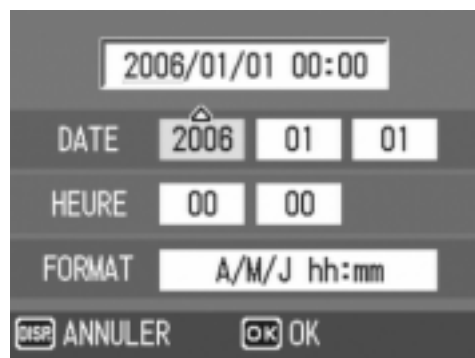 2006/01/01 00:00
DATE 2006 01 01
HEURE 00 00
FORMAT A/M/J hh:mm
DISP. ANNULER OK OK